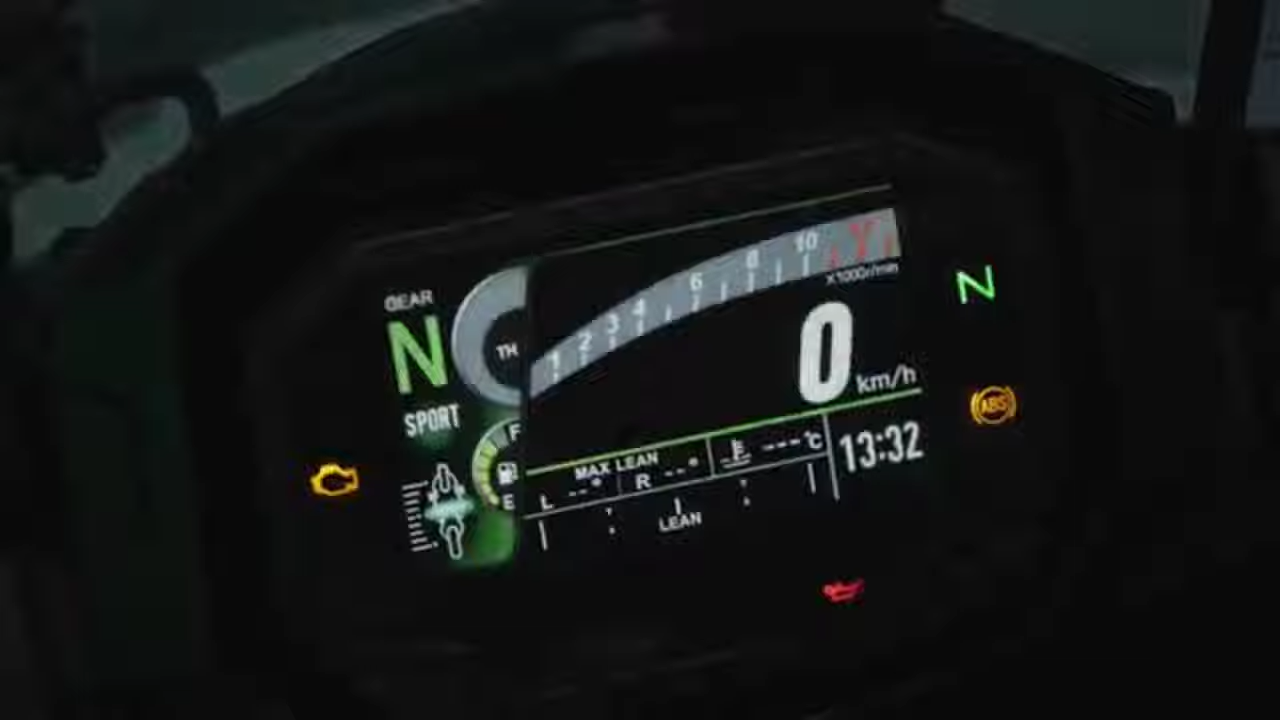 GEAR
N
SPORT
TH
1 2 3 4 6 8 10
X1000r/min
0 km/h
N
ABS
F
E
MAX LEAN
L --° R --°
---°C
13:32
LEAN